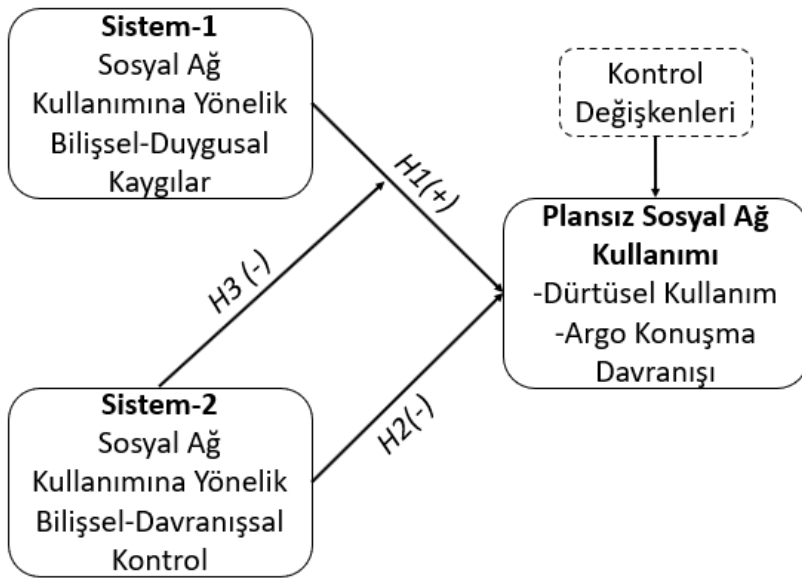 Sistem-1
Sosyal Ağ
Kullanımına Yönelik
Bilişsel-Duygusal
Kaygılar
Kontrol
Değişkenleri
H1(+)
Plansız Sosyal Ağ
Kullanımı
-Dürtüsel Kullanım
-Argo Konuşma
Davranışı
H3 (-)
H2(-)
Sistem-2
Sosyal Ağ
Kullanımına Yönelik
Bilişsel-Davranışsal
Kontrol